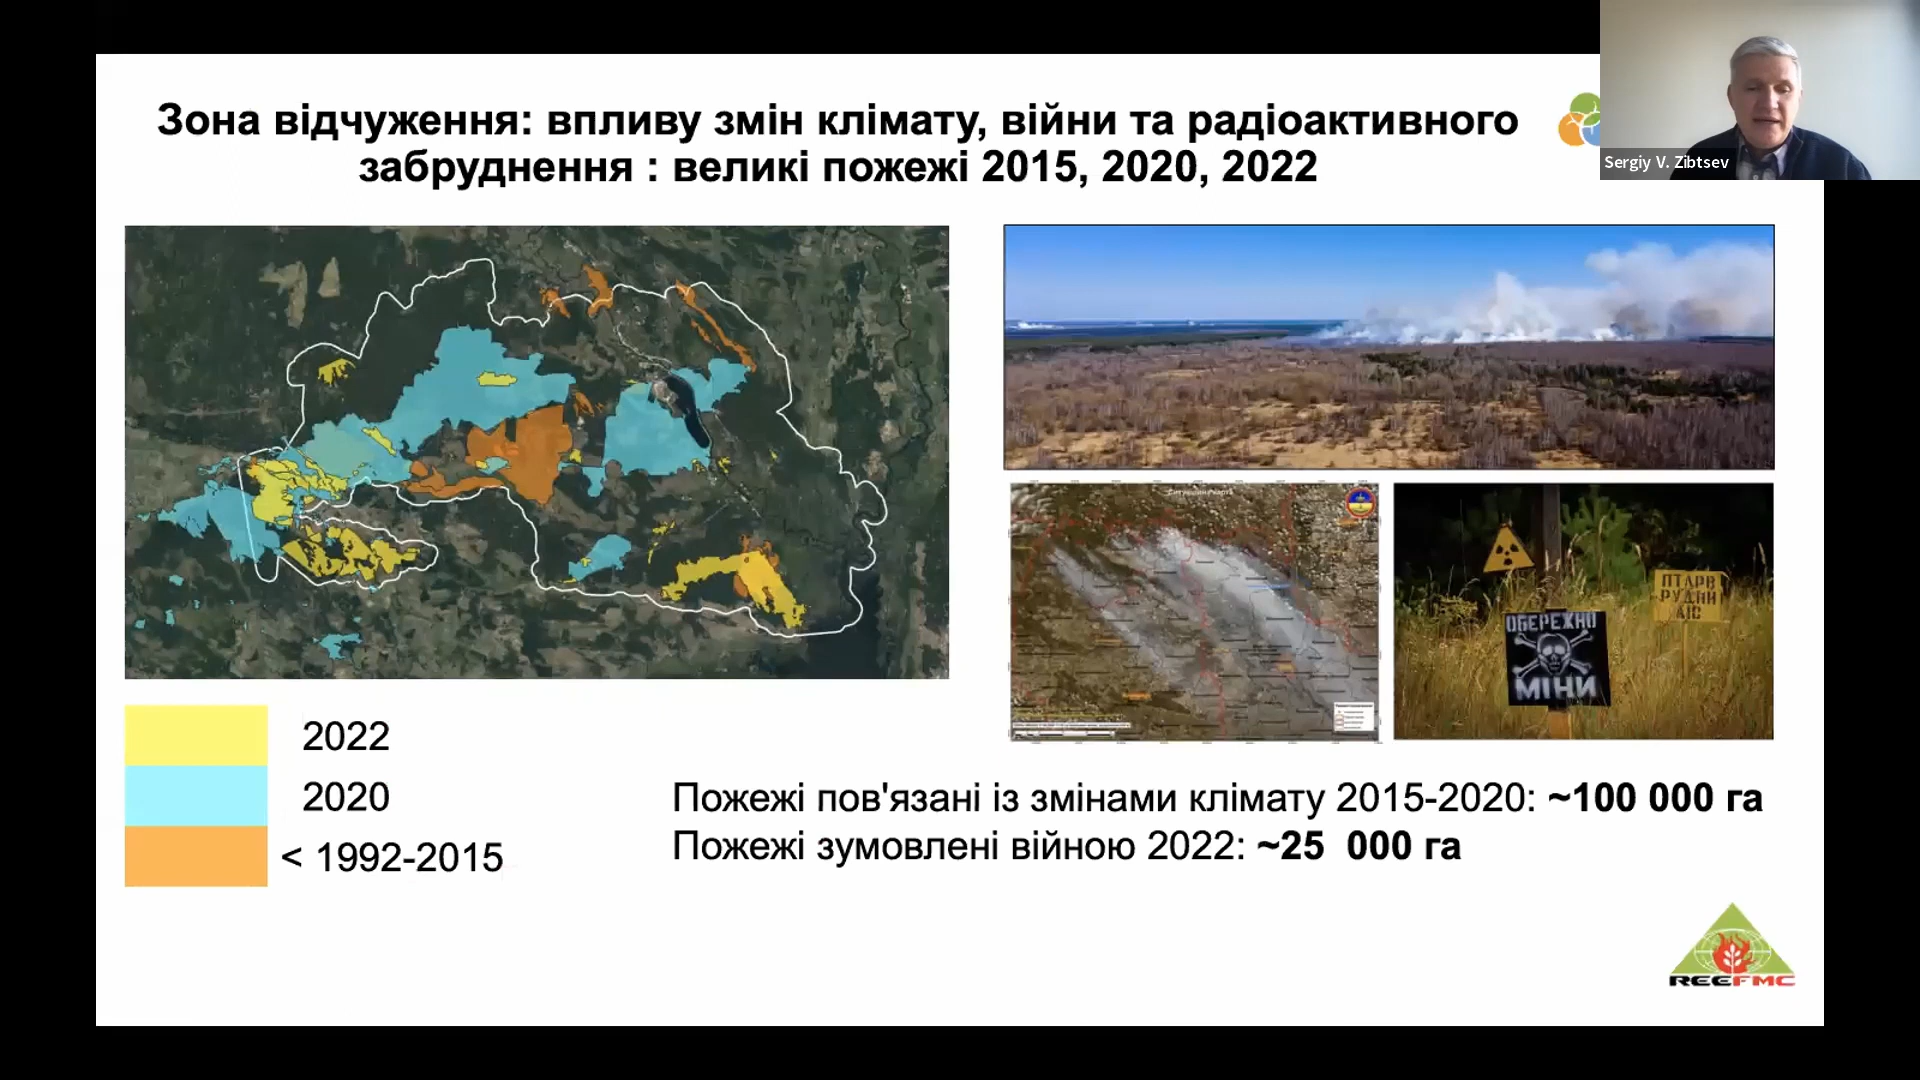 Зона відчуження: впливу змін клімату, війни та радіоактивного
забруднення : великі пожежі 2015, 2020, 2022
Sergiy V. Zibtsev
ОБЕРЕЖНО
МІНИ
2022
2020
< 1992-2015
Пожежі пов'язані із змінами клімату 2015-2020: ~100 000 га
Пожежі зумовлені війною 2022: ~25 000 га
REEFMC